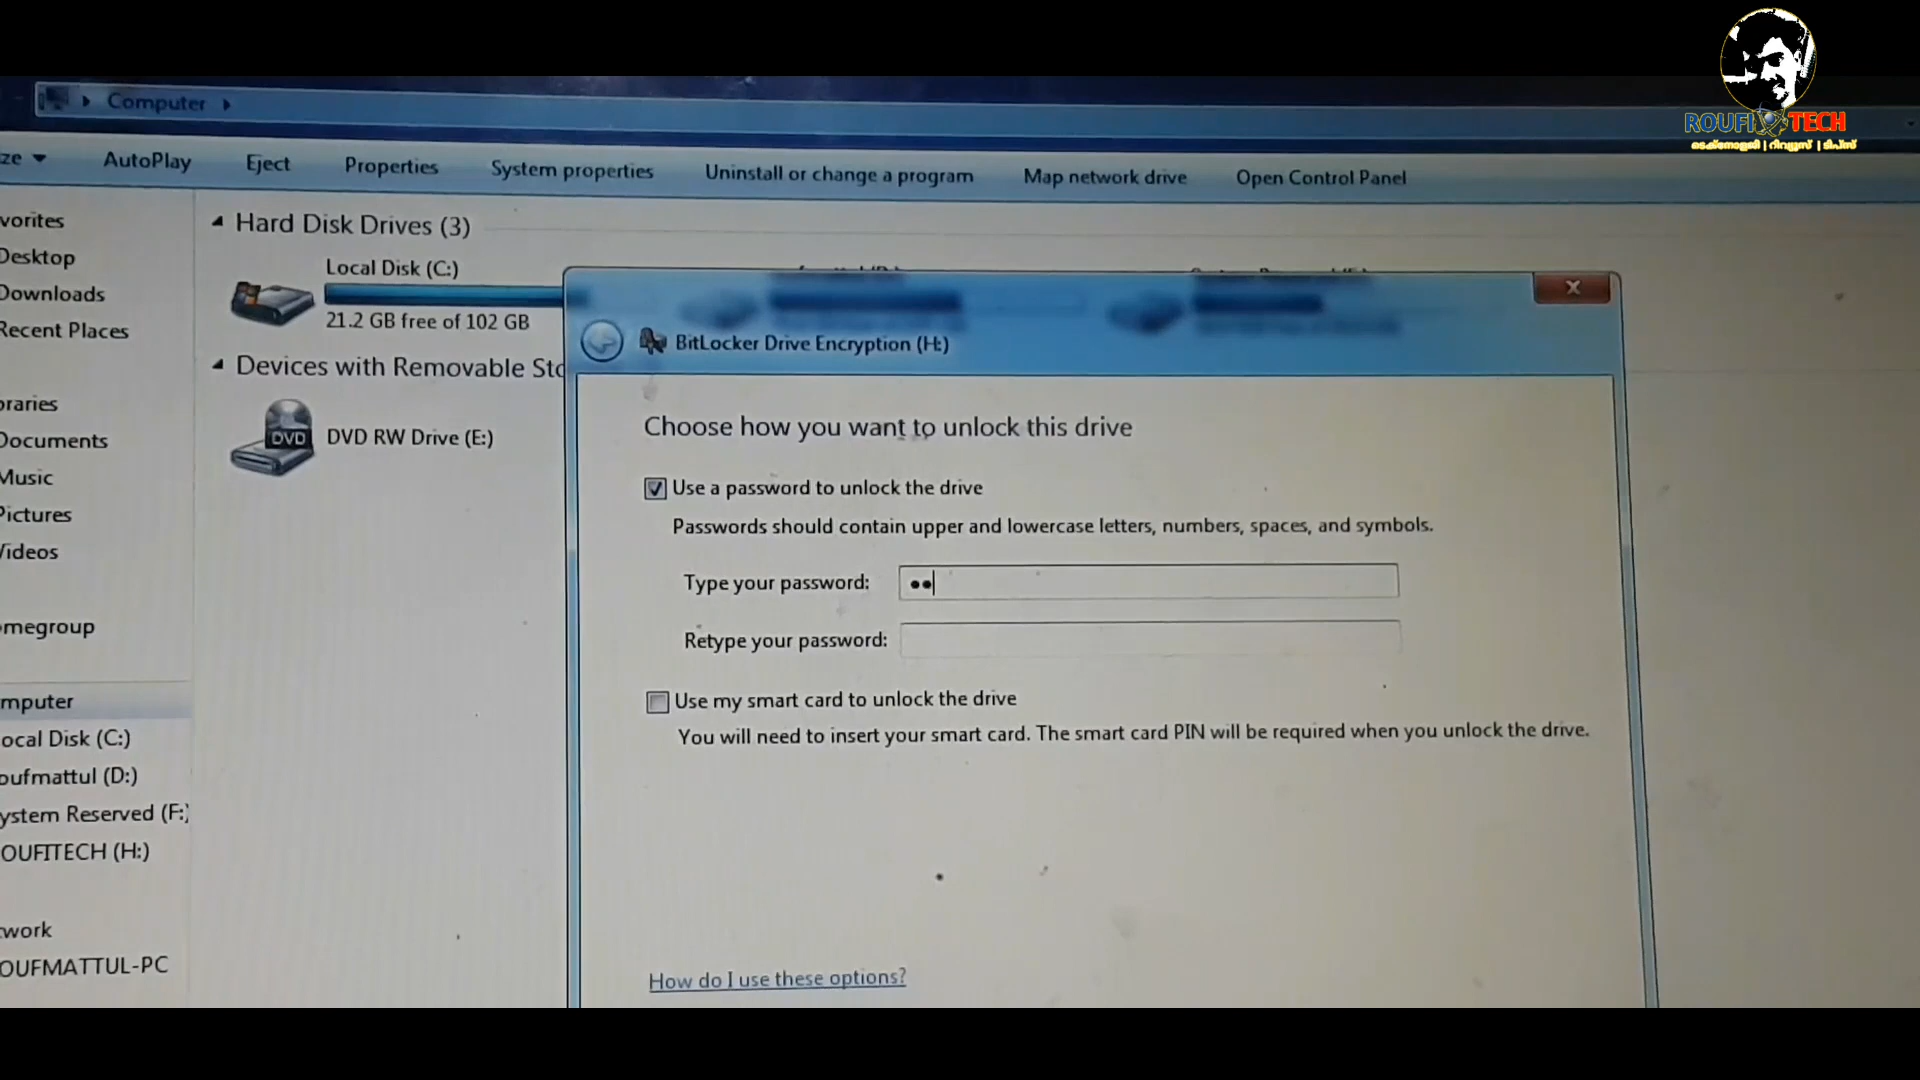 ROUFI TECH
ടെക്നോളജി | റിവ്യൂസ് | ടിപ്സ്
Computer
ze
AutoPlay
Eject
Properties
System properties
Uninstall or change a program
Map network drive
Open Control Panel
vorites
Desktop
Downloads
Recent Places
braries
Documents
Music
Pictures
Videos
omegroup
mputer
ocal Disk (C:)
oufmattul (D:)
ystem Reserved (F:)
OUFITECH (H:)
twork
OUFMATTUL-PC
Hard Disk Drives (3)
Local Disk (C:)
21.2 GB free of 102 GB
Devices with Removable Sto
DVD
DVD RW Drive (E:)
BitLocker Drive Encryption (H:)
Choose how you want to unlock this drive
Use a password to unlock the drive
Passwords should contain upper and lowercase letters, numbers, spaces, and symbols.
Type your password:
Retype your password:
Use my smart card to unlock the drive
You will need to insert your smart card. The smart card PIN will be required when you unlock the drive.
How do I use these options?